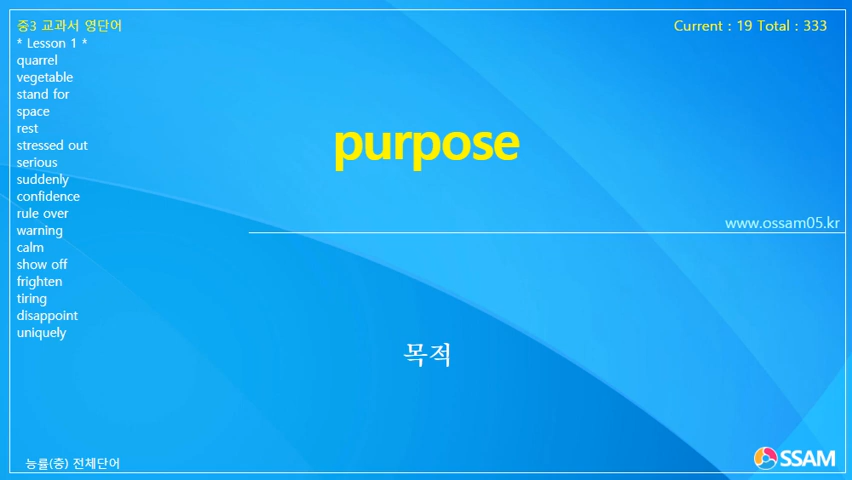 중3 교과서 영단어
Current : 19 Total : 333
* Lesson 1 *
quarrel
vegetable
stand for
space
rest
stressed out
serious
suddenly
confidence
rule over
warning
calm
show off
frighten
tiring
disappoint
uniquely
purpose
www.ossam05.kr
목적
능률(중) 전체단어
OSSAM